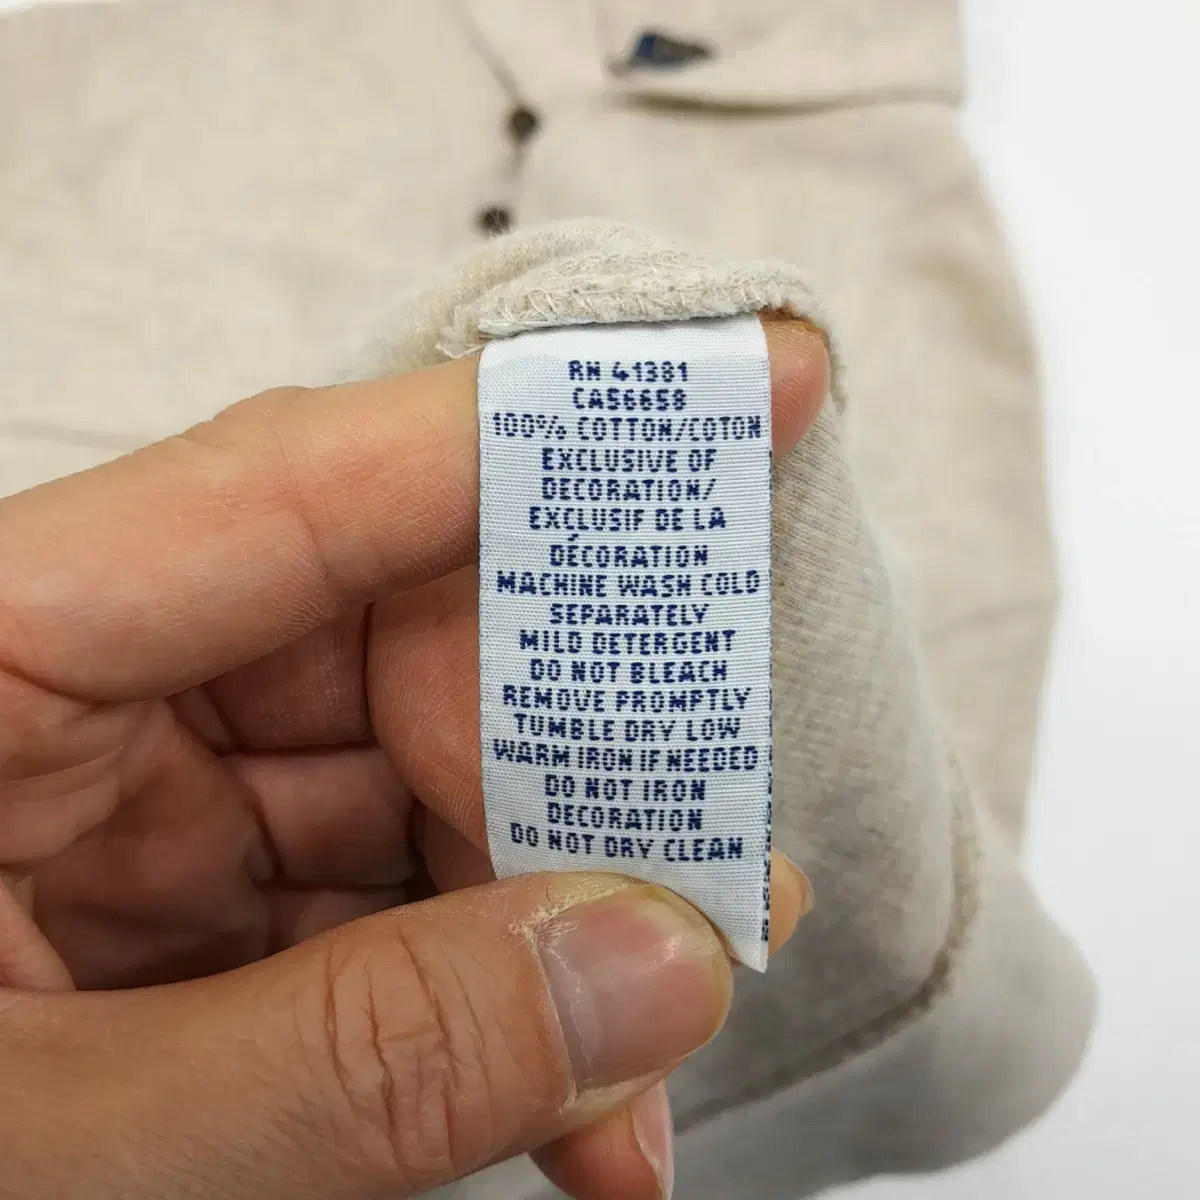 RN 41381
CA56658
100% COTTON/COTON
EXCLUSIVE OF
DECORATION/
EXCLUSIF DE LA
DÉCORATION
MACHINE WASH COLD
SEPARATELY
MILD DETERGENT
DO NOT BLEACH
REMOVE PROMPTLY
TUMBLE DRY LOW
WARM IRON IF NEEDED
DO NOT IRON
DECORATION
DO NOT DRY CLEAN